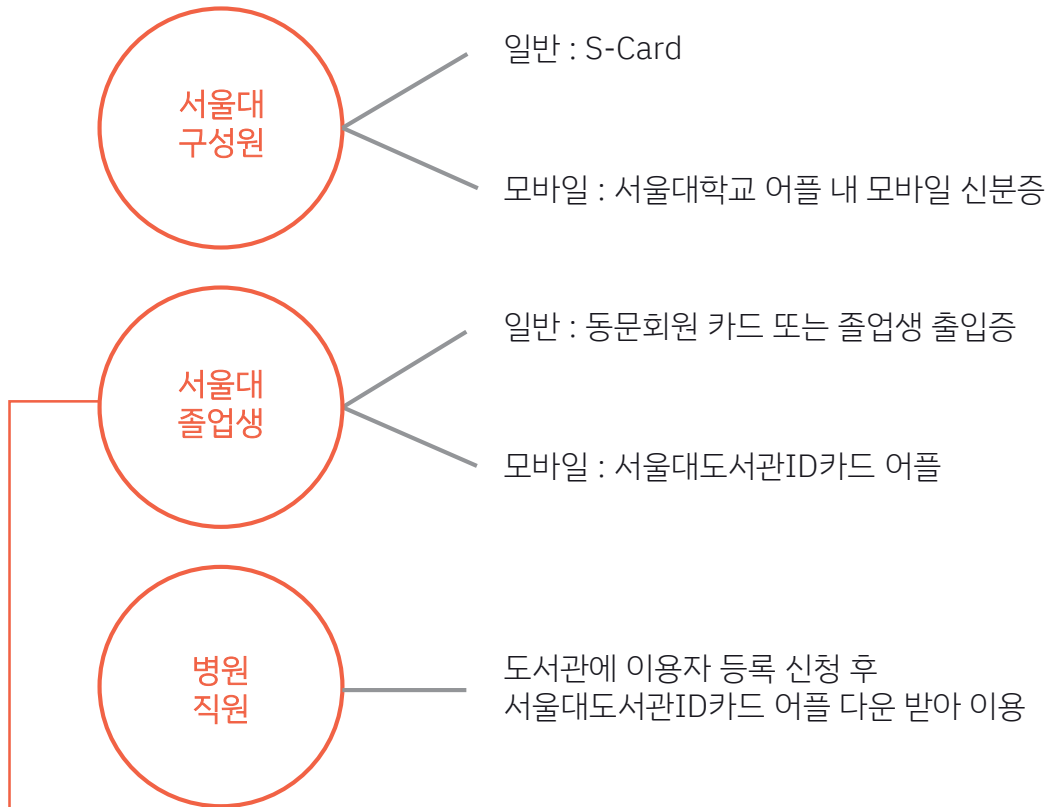 서울대
구성원
일반 : S-Card
모바일 : 서울대학교 어플 내 모바일 신분증
서울대
졸업생
일반 : 동문회원 카드 또는 졸업생 출입증
모바일 : 서울대도서관ID카드 어플
병원
직원
도서관에 이용자 등록 신청 후
서울대도서관ID카드 어플 다운 받아 이용